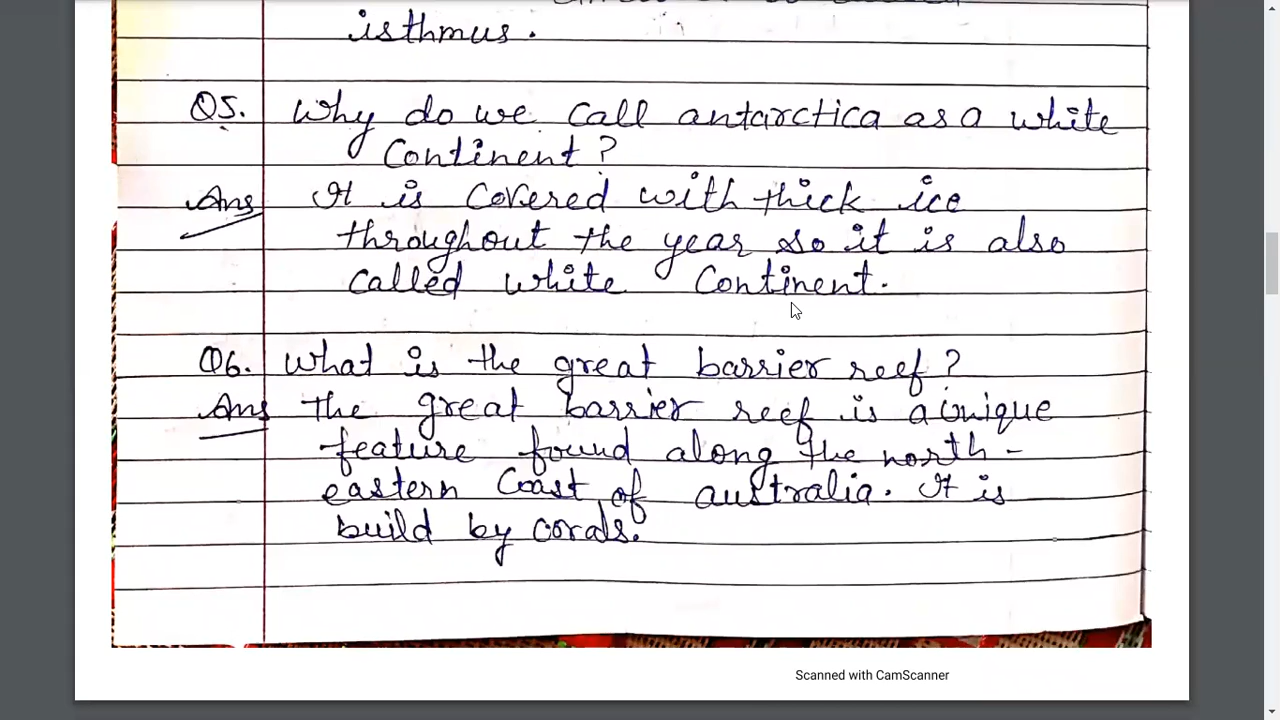 isthmus.
Q5. Why do we call antarctica as a white
Continent?
Ans It is covered with thick ice
throughout the year so it is also
called white Continent.
Q6. What is the great barrier reef?
Ans The great barrier reef is a unique
feature found along the north-
eastern Coast of australia. It is
build by corals.
Scanned with CamScanner